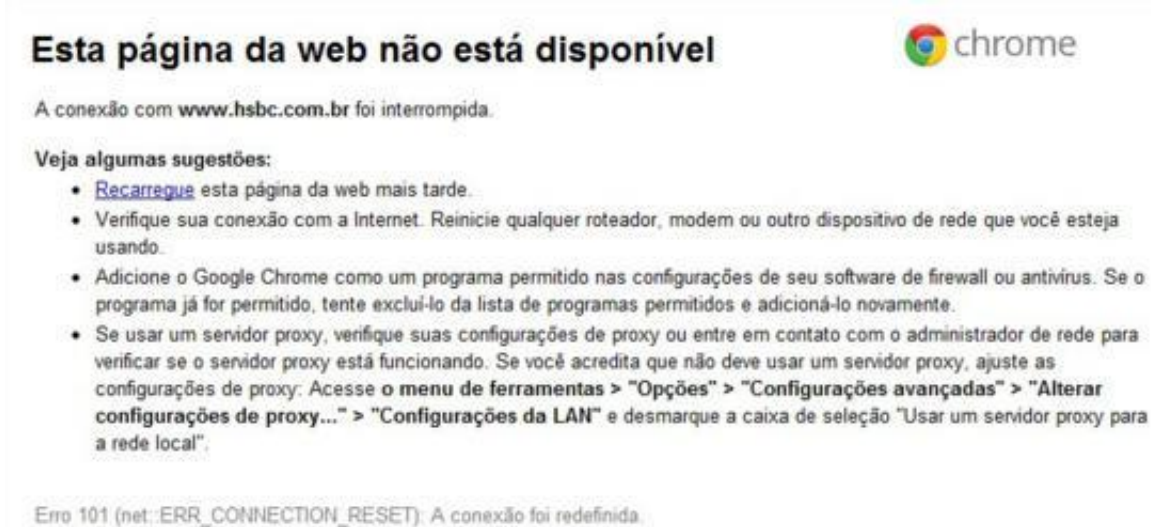 Esta página da web não está disponível
chrome
A conexão com www.hsbc.com.br foi interrompida.
Veja algumas sugestões:
• Recarregue esta página da web mais tarde.
• Verifique sua conexão com a Internet. Reinicie qualquer roteador, modem ou outro dispositivo de rede que você esteja
usando.
• Adicione o Google Chrome como um programa permitido nas configurações de seu software de firewall ou antivírus. Se o
programa já for permitido, tente excluí-lo da lista de programas permitidos e adicioná-lo novamente.
• Se usar um servidor proxy, verifique suas configurações de proxy ou entre em contato com o administrador de rede para
verificar se o servidor proxy está funcionando. Se você acredita que não deve usar um servidor proxy, ajuste as
configurações de proxy: Acesse o menu de ferramentas > "Opções" > "Configurações avançadas" > "Alterar
configurações de proxy..." > "Configurações da LAN" e desmarque a caixa de seleção "Usar um servidor proxy para
a rede local".
Erro 101 (net::ERR_CONNECTION_RESET): A conexão foi redefinida.